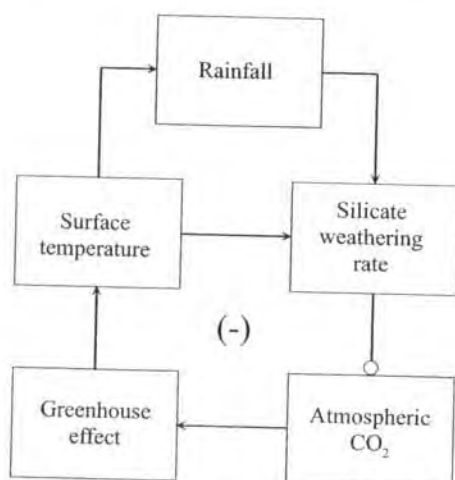 Rainfall
Surface
temperature
Silicate
weathering
rate
(-)
Greenhouse
effect
Atmospheric
CO₂